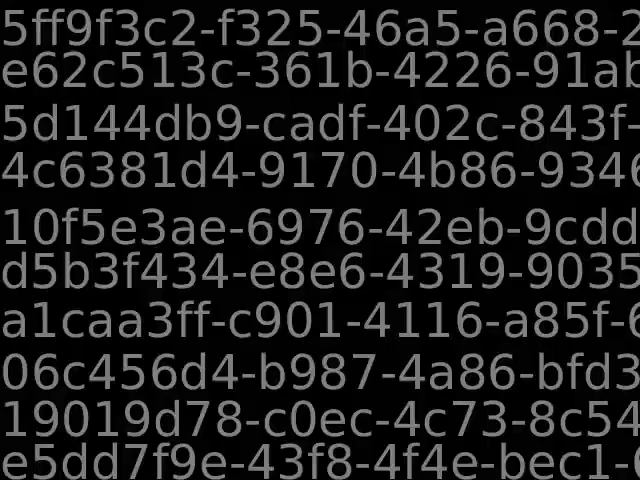 5ff9f3c2-f325-46a5-a668-2
e62c513c-361b-4226-91ab
5d144db9-cadf-402c-843f-
4c6381d4-9170-4b86-9346
10f5e3ae-6976-42eb-9cdd
d5b3f434-e8e6-4319-9035
a1caa3ff-c901-4116-a85f-6
06c456d4-b987-4a86-bfd3
19019d78-c0ec-4c73-8c54
e5dd7f9e-43f8-4f4e-bec1-